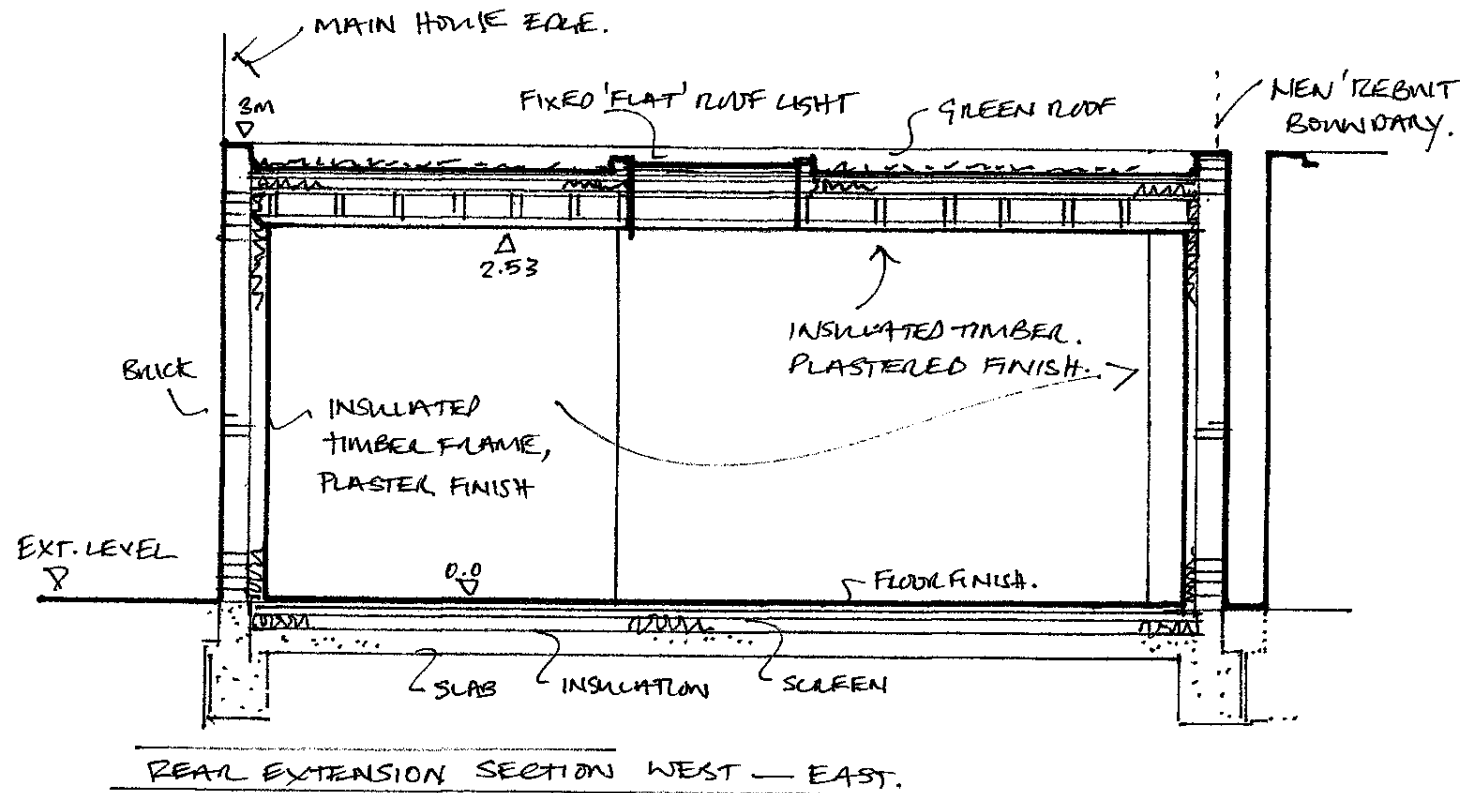 MAIN HOUSE EDGE.
3M
FIXED 'FLAT' ROOF LIGHT
GREEN ROOF
NEW 'REBUILT
BOUNDARY.
2.53
INSULATED TIMBER.
PLASTERED FINISH.
BRICK
INSULATED
TIMBER FRAME,
PLASTER FINISH
EXT. LEVEL
0.0
FLOOR FINISH.
SLAB
INSULATION
SCREEN
REAR EXTENSION SECTION WEST — EAST.